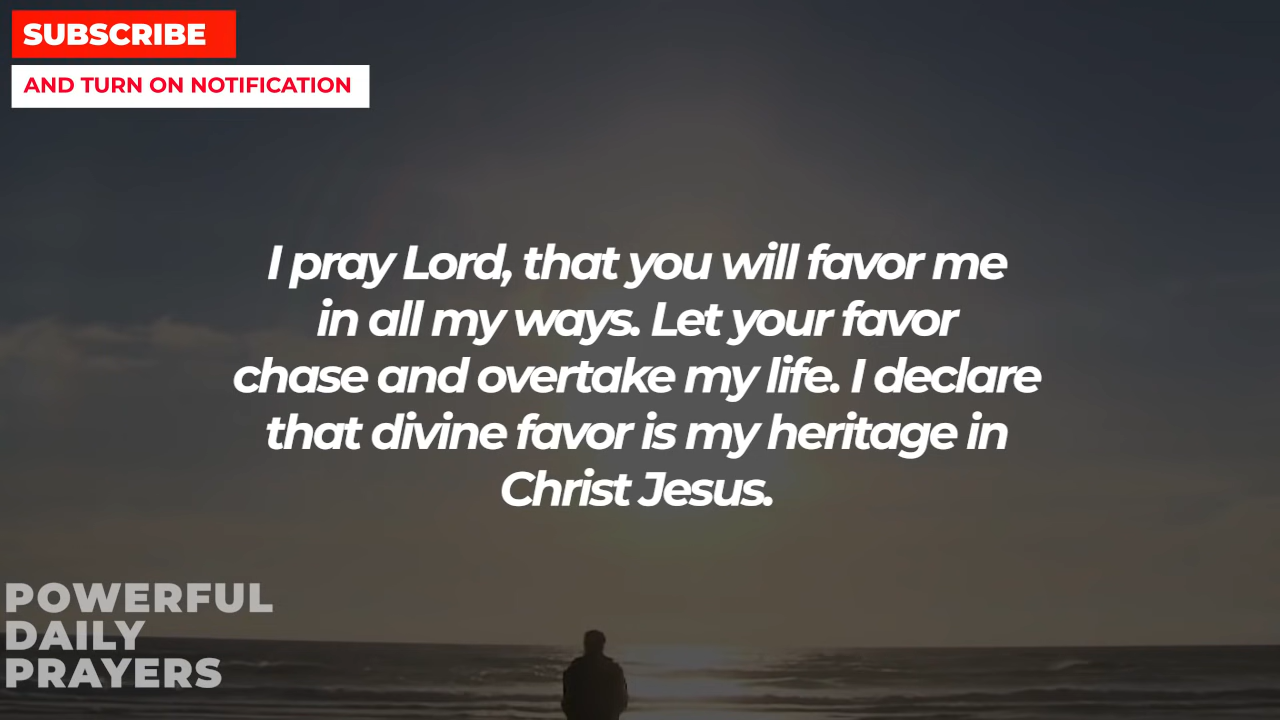 SUBSCRIBE
AND TURN ON NOTIFICATION
I pray Lord, that you will favor me
in all my ways. Let your favor
chase and overtake my life. I declare
that divine favor is my heritage in
Christ Jesus.
POWERFUL
DAILY
PRAYERS